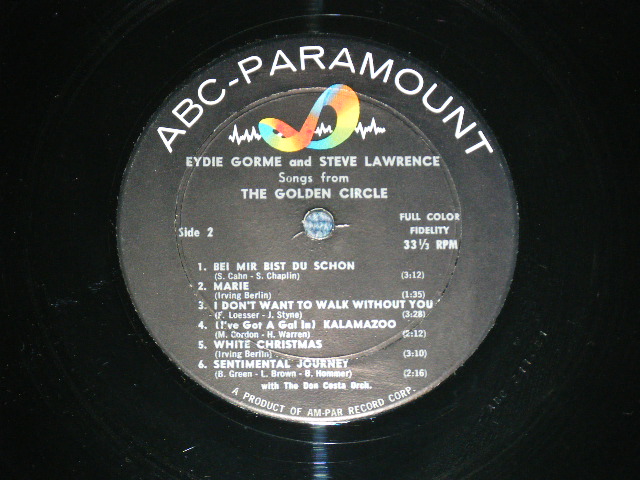 ABC-PARAMOUNT
EYDIE GORME and STEVE LAWRENCE
Songs from
THE GOLDEN CIRCLE
Side 2
FULL COLOR
FIDELITY
33⅓ RPM
1. BEI MIR BIST DU SCHON
(S. Cahn - S. Chaplin) (3:12)
2. MARIE
(Irving Berlin) (1:35)
3. I DON'T WANT TO WALK WITHOUT YOU
(F. Loesser - J. Styne) (3:28)
4. (I've Got A Gal In) KALAMAZOO
(M. Gordon - H. Warren) (2:12)
5. WHITE CHRISTMAS
(Irving Berlin) (3:10)
6. SENTIMENTAL JOURNEY
(B. Green - L. Brown - B. Hommer) (2:16)
with The Don Costa Orch.
A PRODUCT OF AM-PAR RECORD CORP.